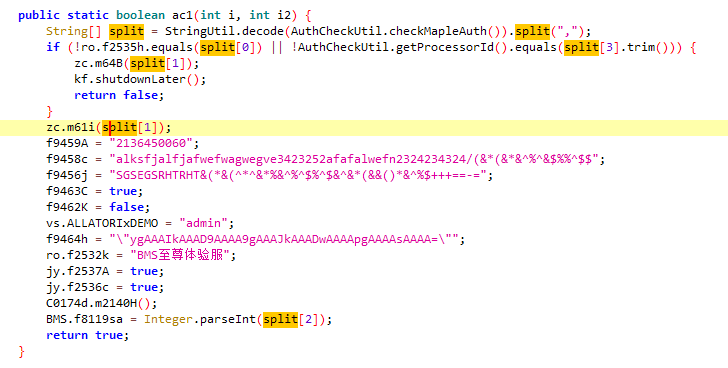 public static boolean ac1(int i, int i2) {
String[] split = StringUtil.decode(AuthCheckUtil.checkMapleAuth()).split(",");
if (!ro.f2535h.equals(split[0]) || !AuthCheckUtil.getProcessorId().equals(split[3].trim())) {
zc.m64B(split[1]);
kf.shutdownLater();
return false;
}
zc.m61i(split[1]);
f9459A = "2136450060";
f9458c = "alksfjalfjafwefwagwegve3423252afafalwefn2324234324/(&*(&*&^%^&$%%^$$";
f9456j = "SGSEGSRHTRHT&(*&(^*^&*%&^%^$%^$&^&*(&&()*&^%$+++==-=";
f9463C = true;
f9462K = false;
vs.ALLATORIxDEMO = "admin";
f9464h = "\"ygAAAIkAAAD9AAAA9gAAAJkAAADwAAAApgAAAAsAAAA=\"";
ro.f2532k = "BMS至尊体验服";
jy.f2537A = true;
jy.f2536c = true;
C0174d.m2140H();
BMS.f8119sa = Integer.parseInt(split[2]);
return true;
}